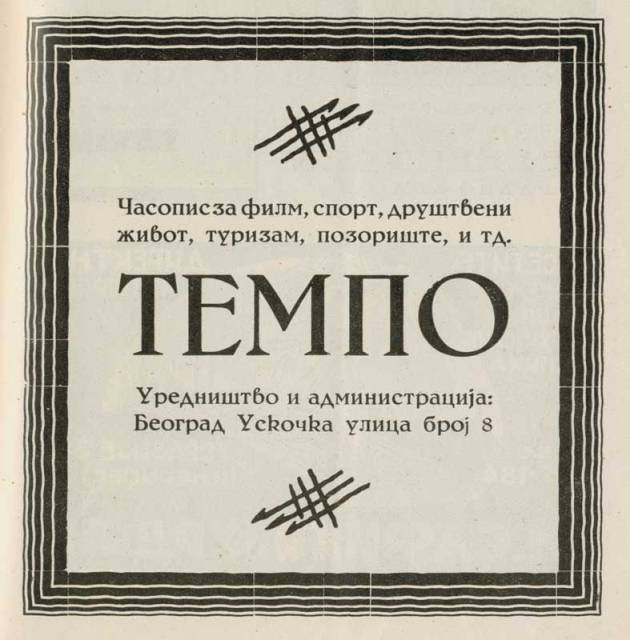 Часопис за филм, спорт, друштвени
живот, туризам, позориште, и тд.
ТЕМПО
Уредништво и администрација:
Београд Ускочка улица број 8